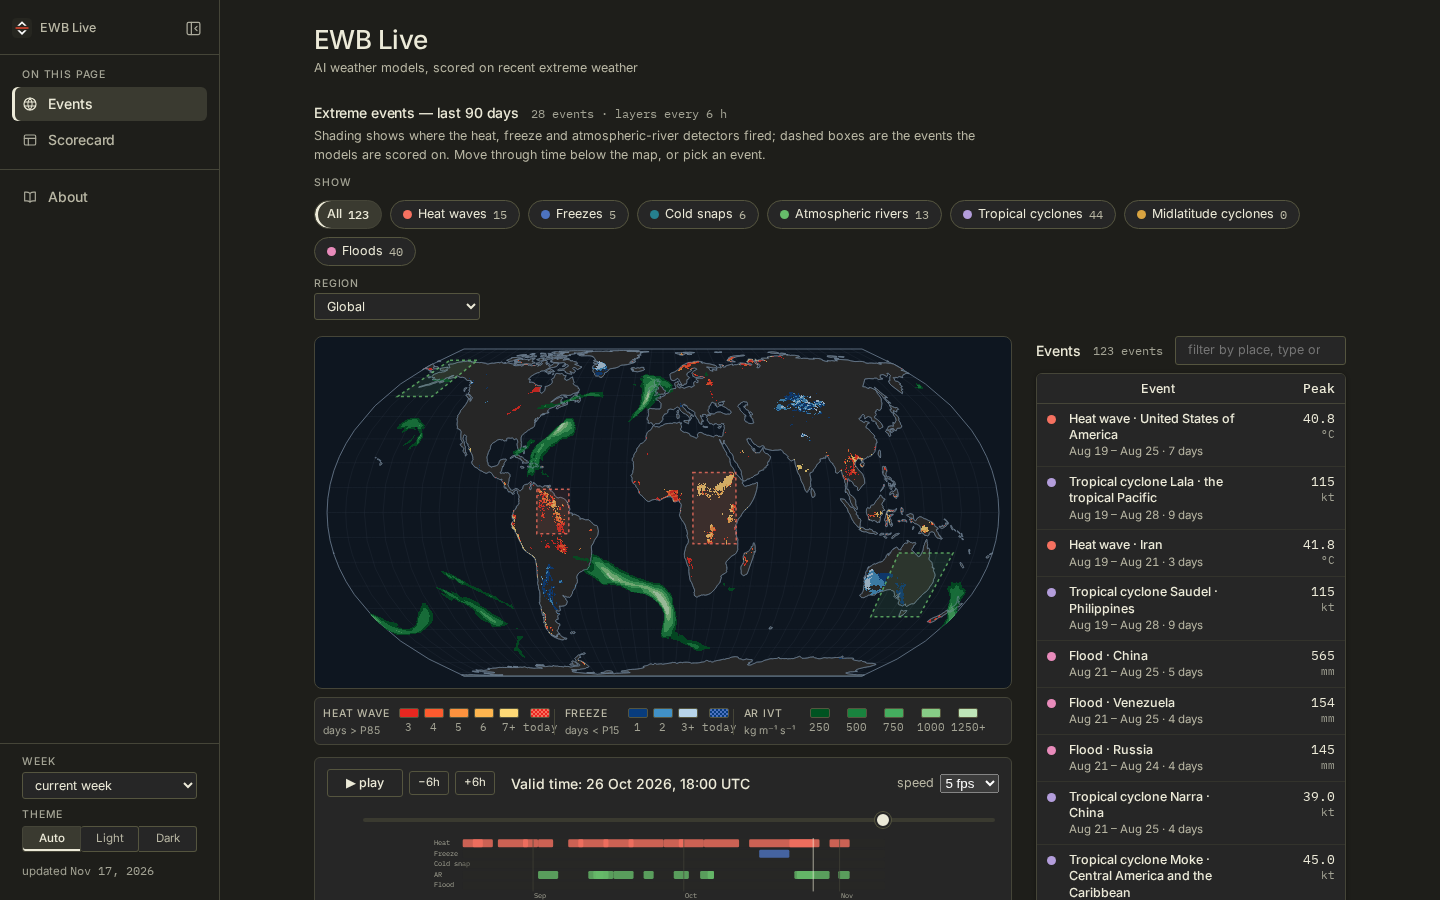 EWB Live
ON THIS PAGE
Events
Scorecard
About
WEEK
current week
THEME
Auto Light Dark
updated Nov 17, 2026
EWB Live
AI weather models, scored on recent extreme weather
Extreme events — last 90 days 28 events · layers every 6 h
Shading shows where the heat, freeze and atmospheric-river detectors fired; dashed boxes are the events the
models are scored on. Move through time below the map, or pick an event.
SHOW
All 123 Heat waves 15 Freezes 5 Cold snaps 6 Atmospheric rivers 13 Tropical cyclones 44 Midlatitude cyclones 0
Floods 40
REGION
Global
HEAT WAVE 3 4 5 6 7+ today
days > P85
FREEZE 1 2 3+ today
days < P15
AR IVT 250 500 750 1000 1250+
kg m⁻¹ s⁻¹
▶ play −6h +6h Valid time: 26 Oct 2026, 18:00 UTC speed 5 fps
Heat
Freeze
Cold snap
AR
Flood
Sep Oct Nov
Events 123 events filter by place, type or
Event Peak
Heat wave · United States of 40.8
America °C
Aug 19 – Aug 25 · 7 days
Tropical cyclone Lala · the 115
tropical Pacific kt
Aug 19 – Aug 28 · 9 days
Heat wave · Iran 41.8
Aug 19 – Aug 21 · 3 days °C
Tropical cyclone Saudel · 115
Philippines kt
Aug 19 – Aug 28 · 9 days
Flood · China 565
Aug 21 – Aug 25 · 5 days mm
Flood · Venezuela 154
Aug 21 – Aug 25 · 4 days mm
Flood · Russia 145
Aug 21 – Aug 24 · 4 days mm
Tropical cyclone Narra · 39.0
China kt
Aug 21 – Aug 25 · 4 days
Tropical cyclone Moke · 45.0
Central America and the kt
Caribbean